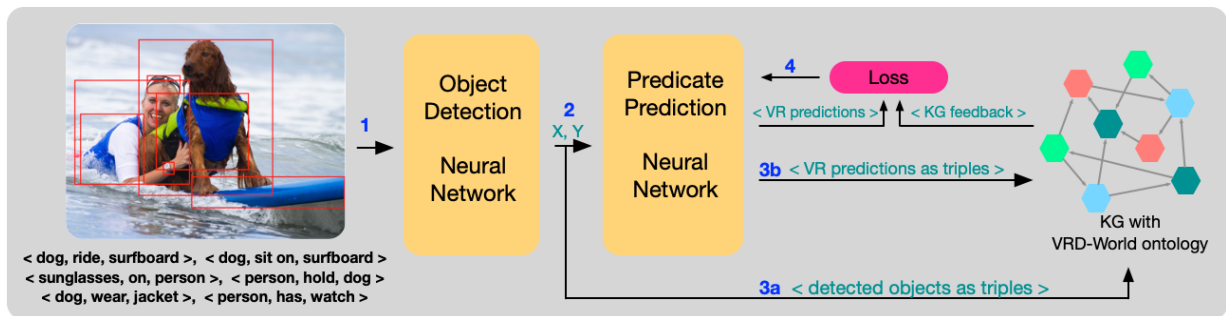 < dog, ride, surfboard >, < dog, sit on, surfboard >
< sunglasses, on, person >, < person, hold, dog >
< dog, wear, jacket >, < person, has, watch >
1
Object
Detection
Neural
Network
2
X, Y
Predicate
Prediction
Neural
Network
4
Loss
< VR predictions >
< KG feedback >
3b < VR predictions as triples >
KG with
VRD-World ontology
3a < detected objects as triples >